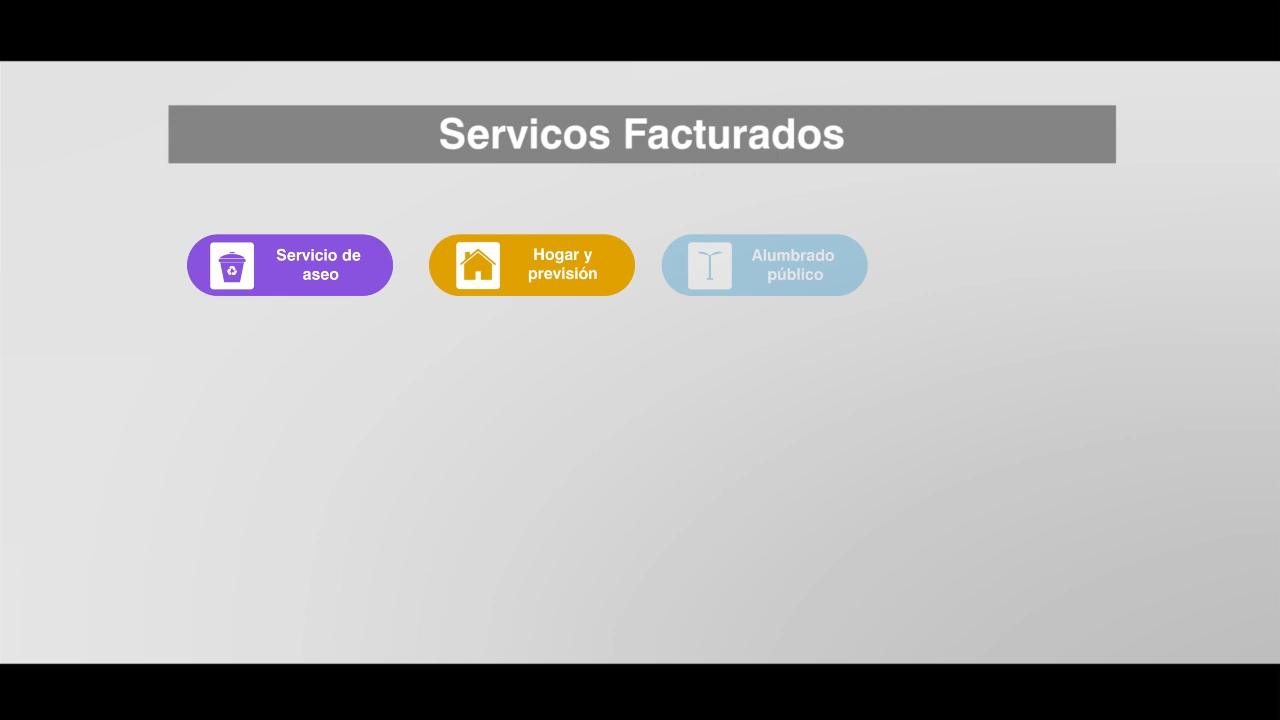 Servicos Facturados
Servicio de
aseo
Hogar y
previsión
Alumbrado
público